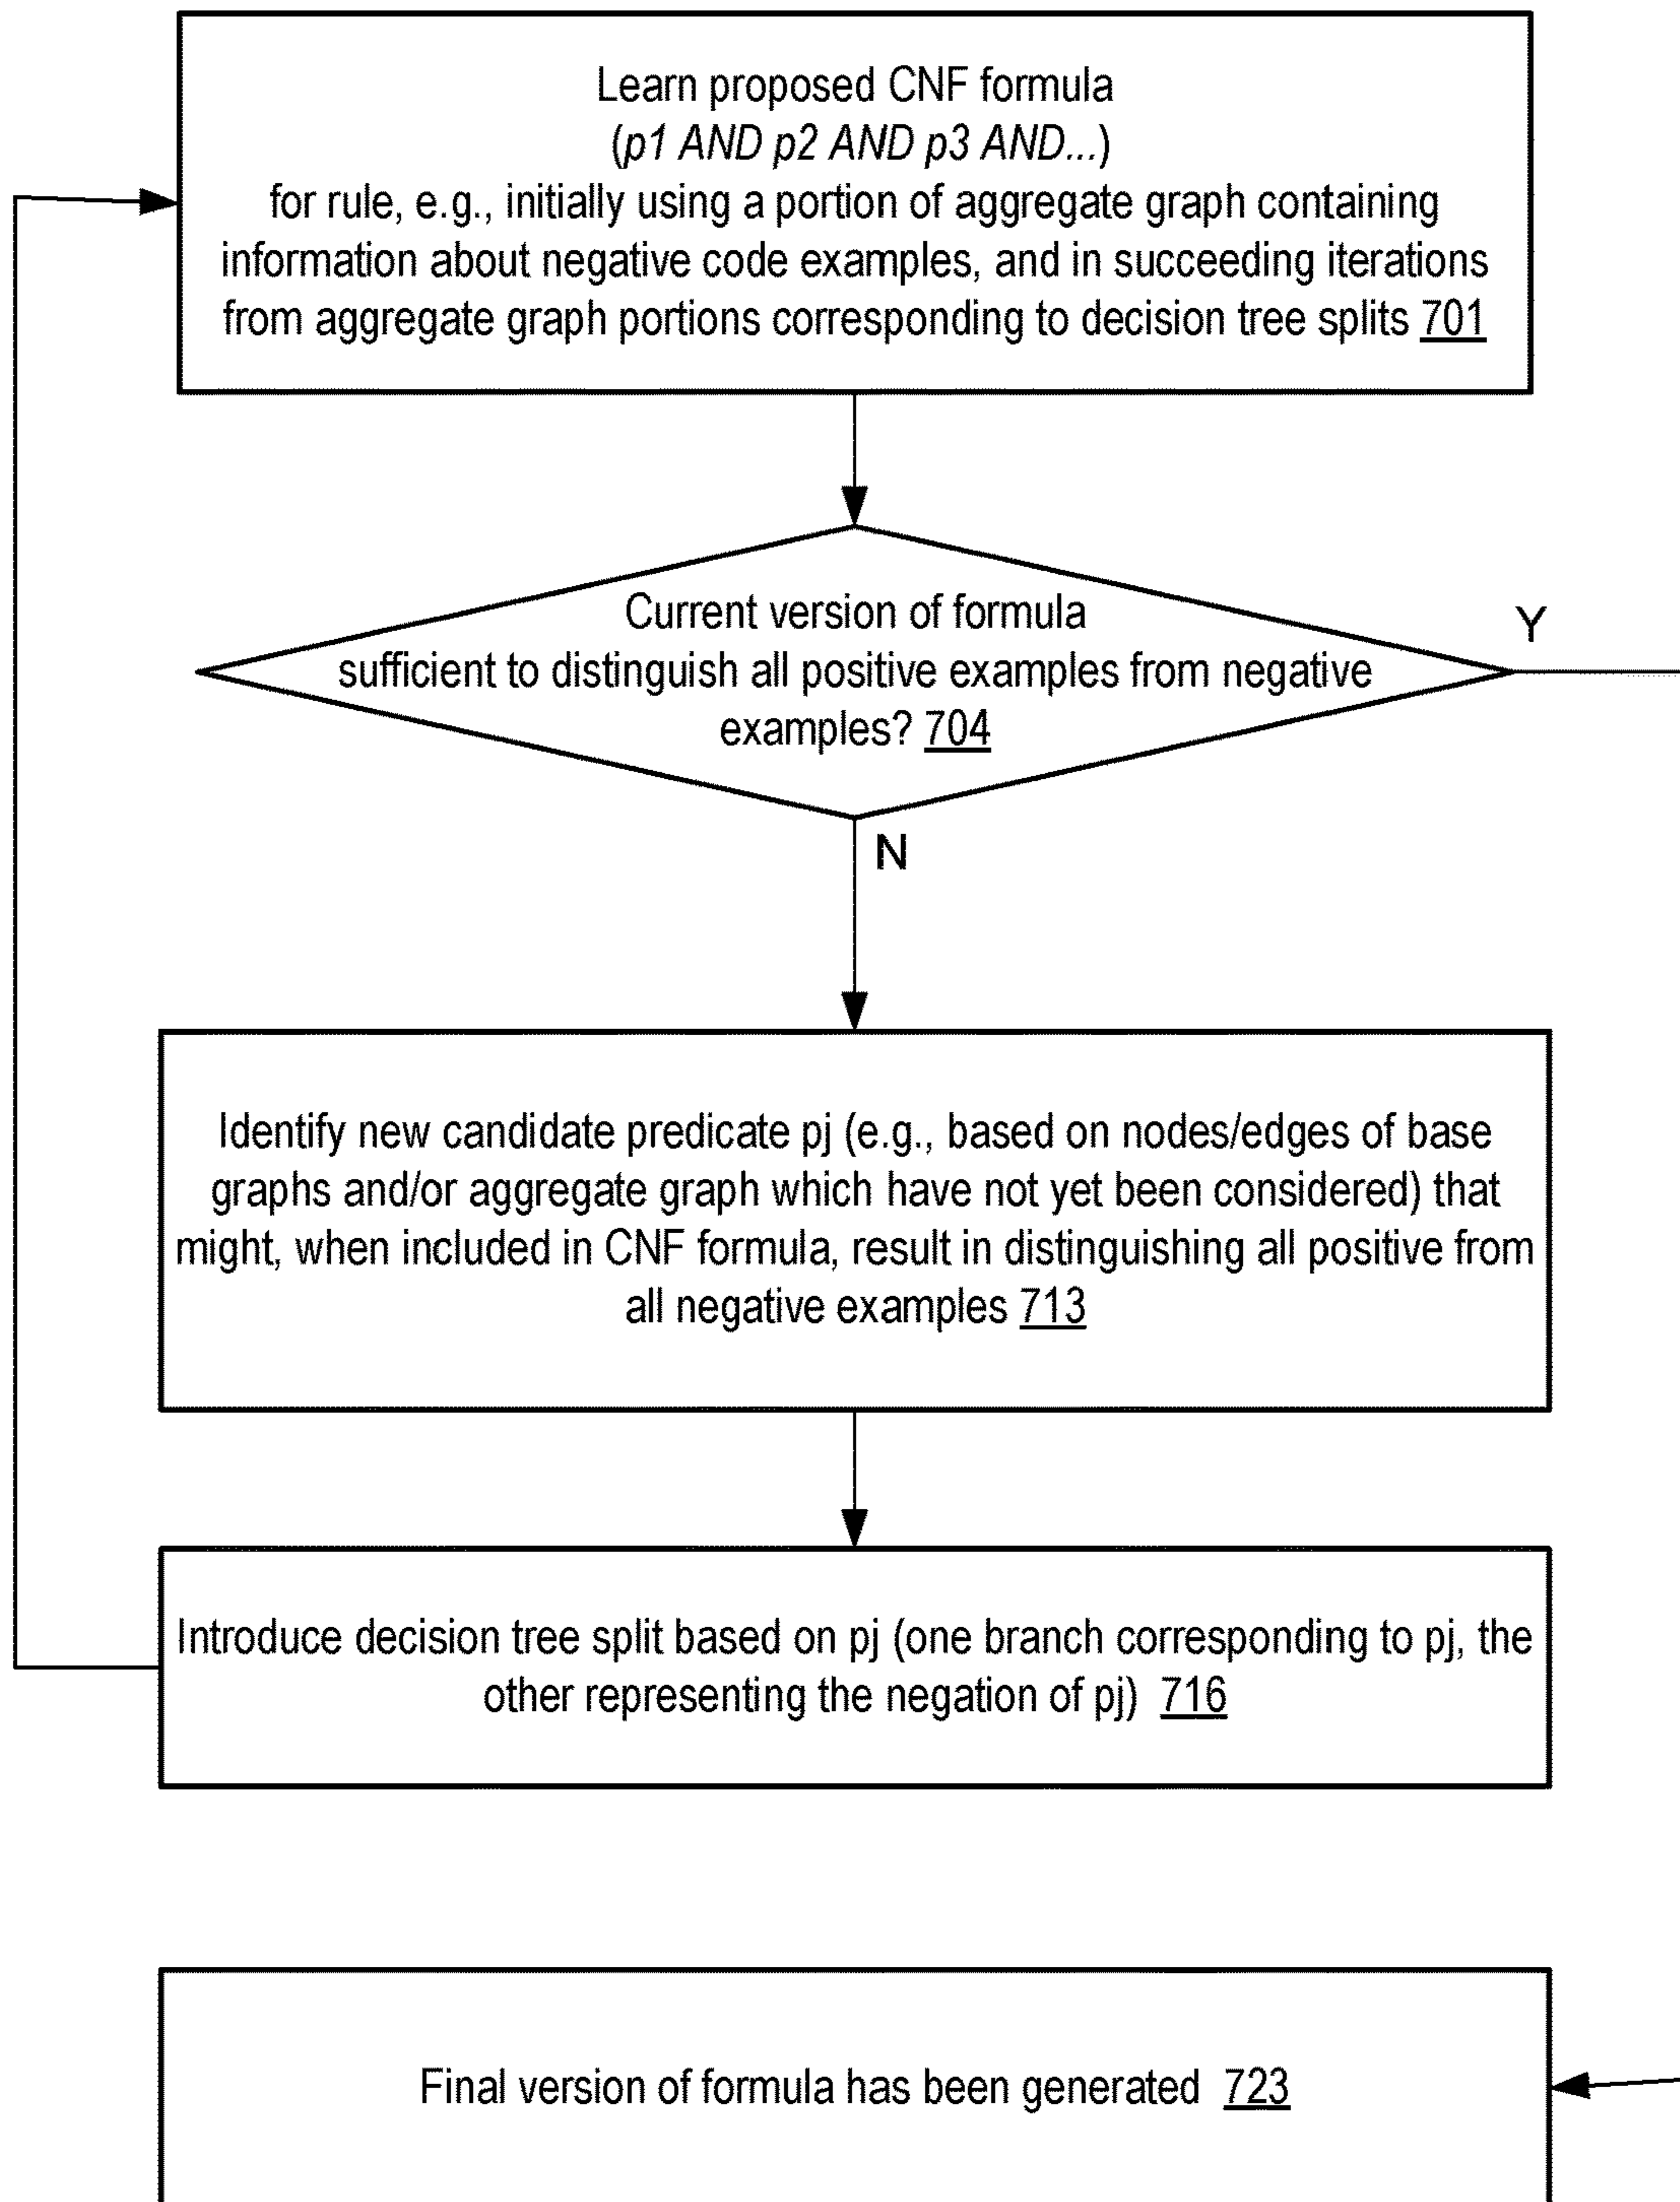 Learn proposed CNF formula
(p1 AND p2 AND p3 AND...)
for rule, e.g., initially using a portion of aggregate graph containing
information about negative code examples, and in succeeding iterations
from aggregate graph portions corresponding to decision tree splits 701
Current version of formula
sufficient to distinguish all positive examples from negative
examples? 704
Y
N
Identify new candidate predicate pj (e.g., based on nodes/edges of base
graphs and/or aggregate graph which have not yet been considered) that
might, when included in CNF formula, result in distinguishing all positive from
all negative examples 713
Introduce decision tree split based on pj (one branch corresponding to pj, the
other representing the negation of pj) 716
Final version of formula has been generated 723